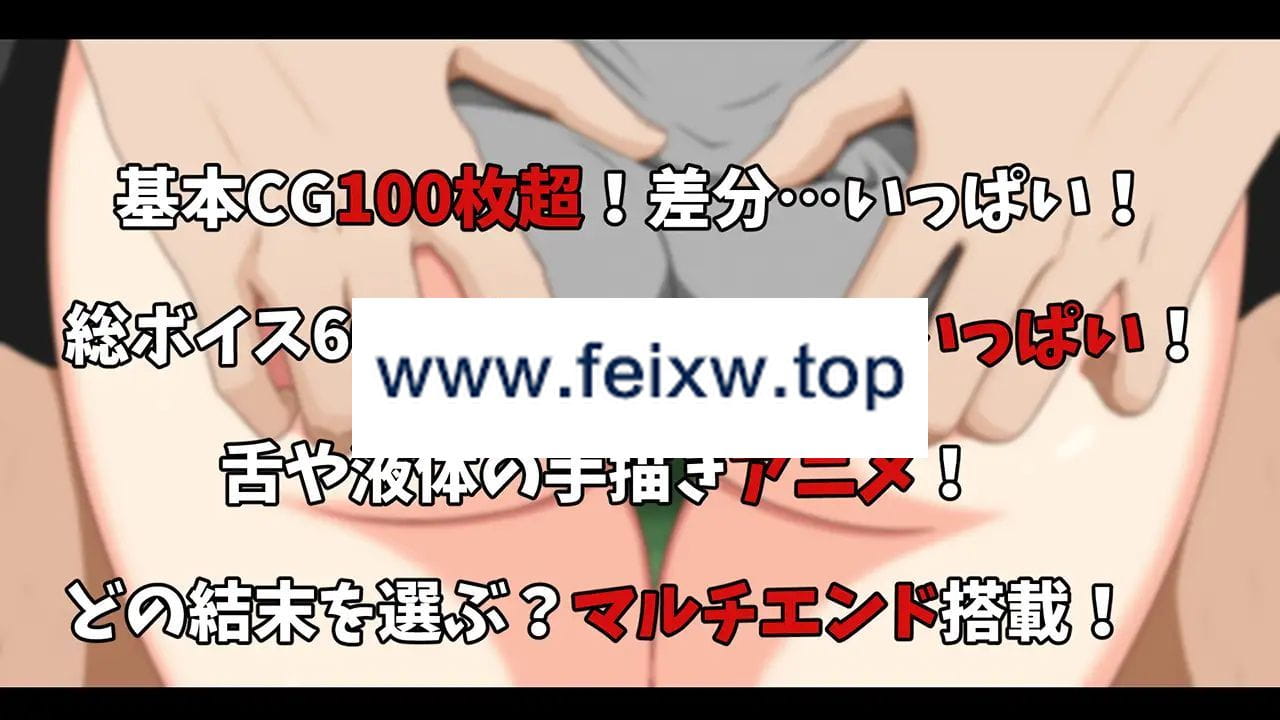 基本CG100枚超！差分…いっぱい！
総ボイス6
いっぱい！
www.feixw.top
舌や液体の手描きアニメ！
どの結末を選ぶ？マルチエンド搭載！